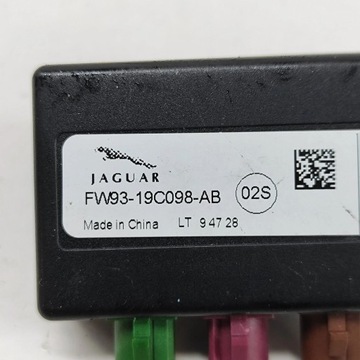 JAGUAR
FW93-19C098-AB 02S
Made in China LT 9 47 28